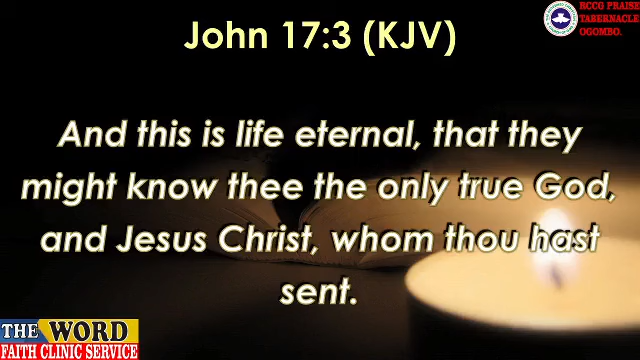 John 17:3 (KJV)
RCCG PRAISE
TABERNACLE
OGOMBO.
And this is life eternal, that they
might know thee the only true God,
and Jesus Christ, whom thou hast
sent.
THE WORD
FAITH CLINIC SERVICE